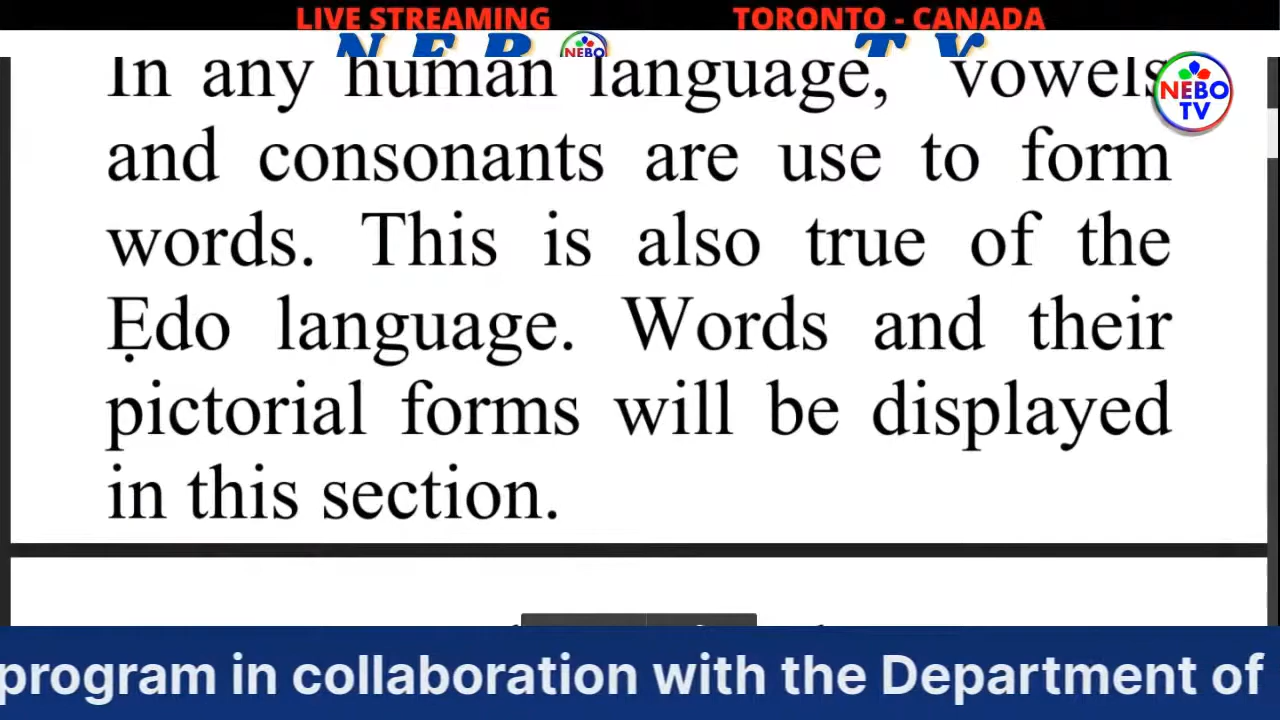 LIVE STREAMING TORONTO - CANADA
NEBO
In any human language, vowels
NEBO
TV
and consonants are use to form
words. This is also true of the
Ẹdo language. Words and their
pictorial forms will be displayed
in this section.
program in collaboration with the Department of